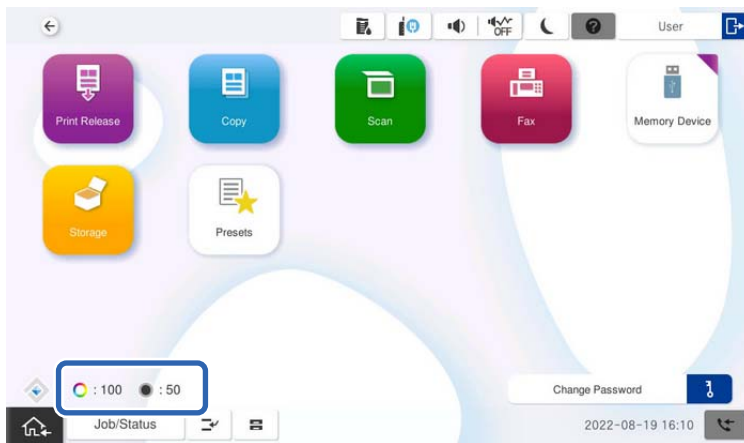 OFF
User
Print Release
Copy
Scan
Fax
Memory Device
Storage
Presets
: 100
: 50
Change Password
Job/Status
2022-08-19 16:10